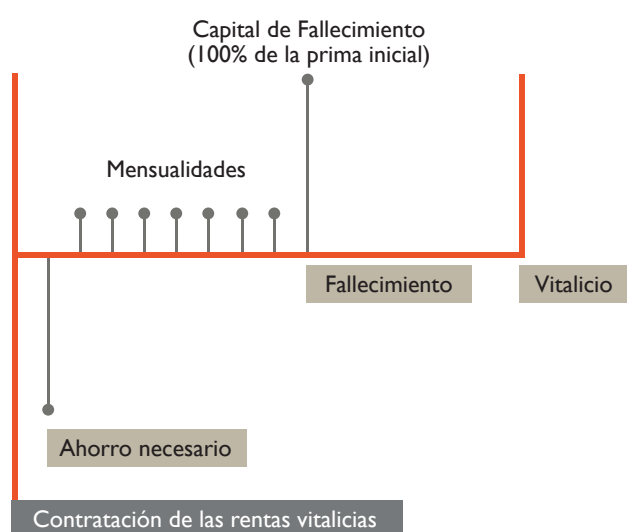 Capital de Fallecimiento
(100% de la prima inicial)
Mensualidades
Fallecimiento
Vitalicio
Ahorro necesario
Contratación de las rentas vitalicias